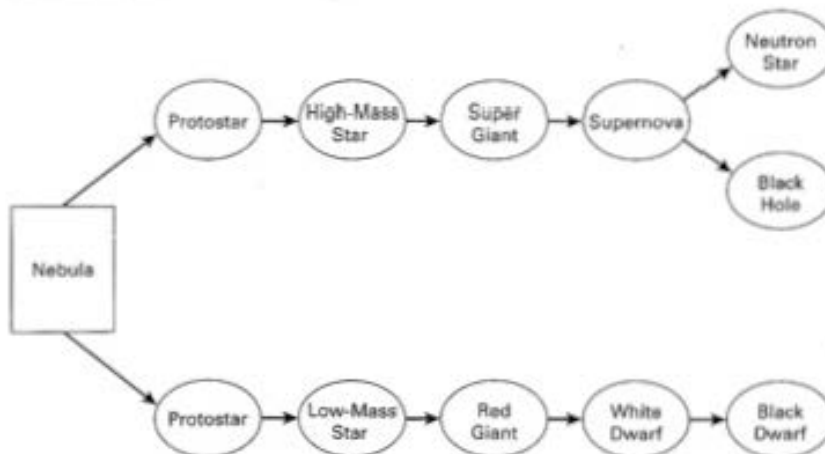 Neutron
Star
Protostar
High-Mass
Star
Super
Giant
Supernova
Black
Hole
Nebula
Protostar
Low-Mass
Star
Red
Giant
White
Dwarf
Black
Dwarf